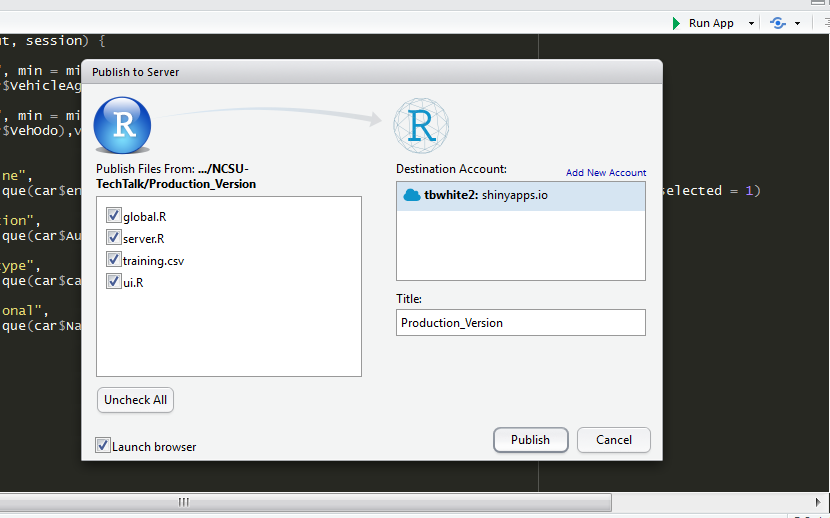 Run App
ut, session) {
Publish to Server
", min = mi
r$VehicleAg
", min = mi
r$VehOdo),v
R
R
Publish Files From: .../NCSU-
TechTalk/Production_Version
Destination Account:
Add New Account
ne",
que(car$en
selected = 1)
tbwhite2: shinyapps.io
global.R
server.R
training.csv
ui.R
ion",
que(car$Au
ype",
que(car$ca
onal",
que(car$Na
Title:
Production_Version
Uncheck All
Launch browser
Publish
Cancel